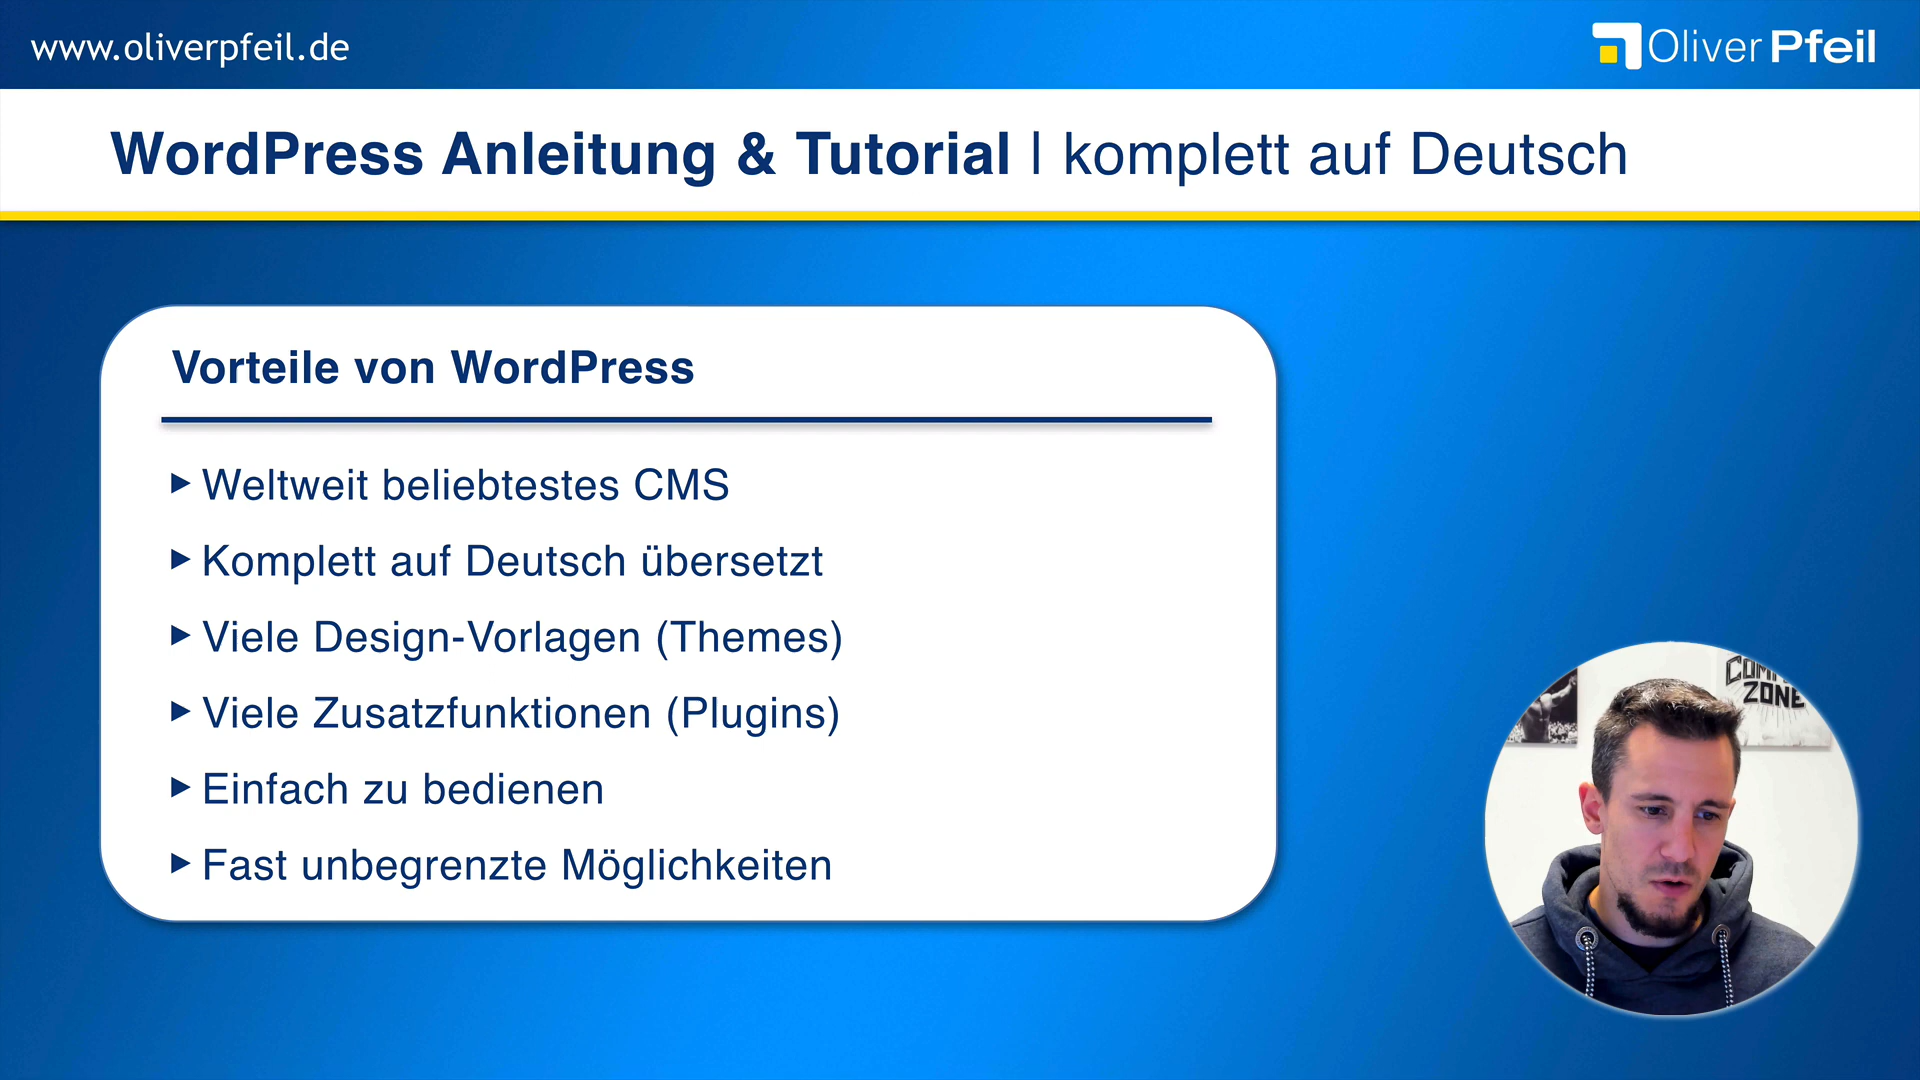 www.oliverpfeil.de
Oliver Pfeil
WordPress Anleitung & Tutorial | komplett auf Deutsch
Vorteile von WordPress
▸ Weltweit beliebtestes CMS
▸ Komplett auf Deutsch übersetzt
▸ Viele Design-Vorlagen (Themes)
▸ Viele Zusatzfunktionen (Plugins)
▸ Einfach zu bedienen
▸ Fast unbegrenzte Möglichkeiten
ZONE